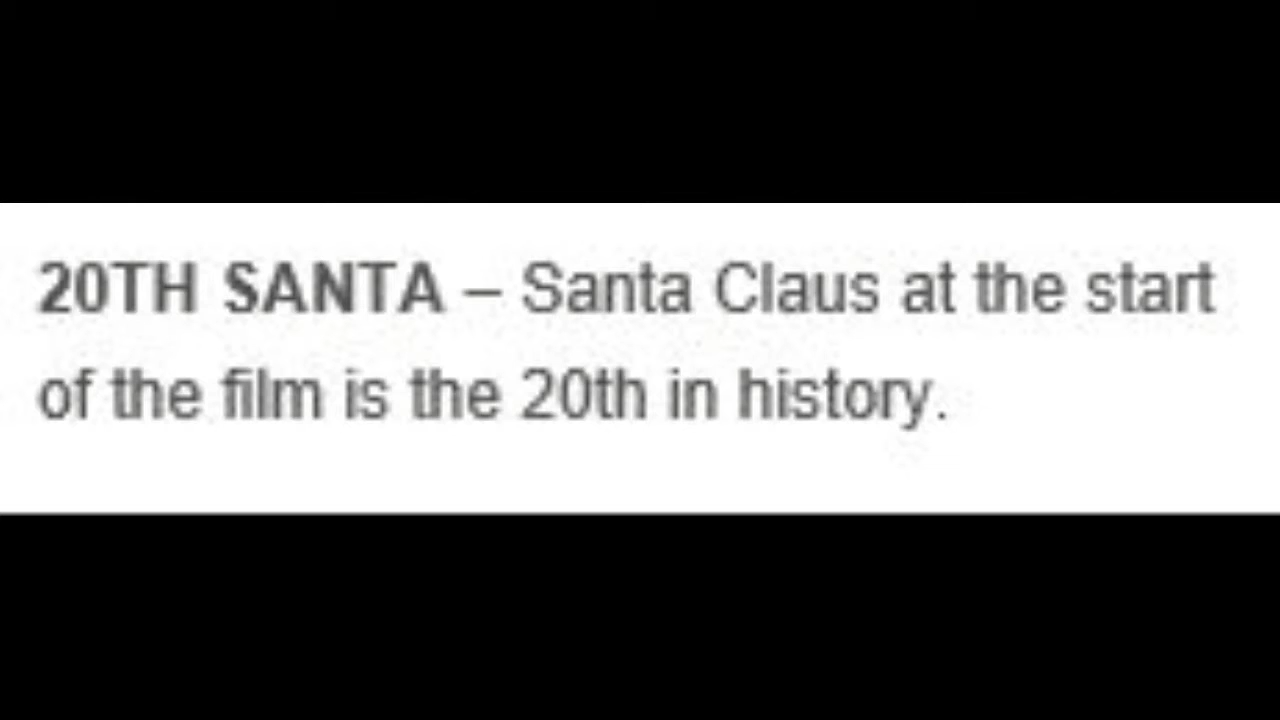 20TH SANTA – Santa Claus at the start
of the film is the 20th in history.